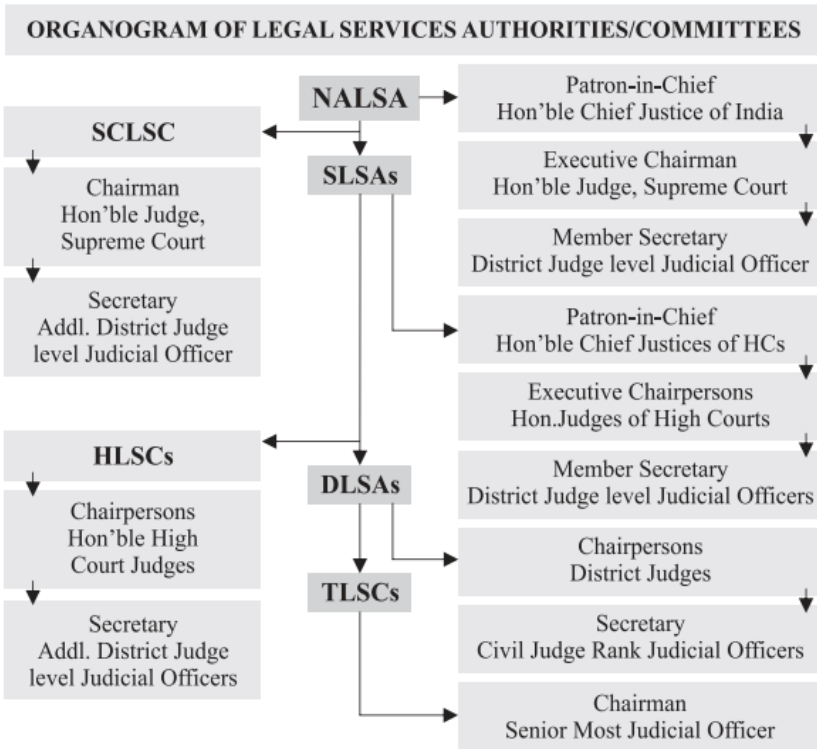 ORGANOGRAM OF LEGAL SERVICES AUTHORITIES/COMMITTEES
NALSA
Patron-in-Chief
Hon'ble Chief Justice of India
Executive Chairman
Hon'ble Judge, Supreme Court
Member Secretary
District Judge level Judicial Officer
SCLSC
Chairman
Hon'ble Judge,
Supreme Court
Secretary
Addl. District Judge
level Judicial Officer
SLSAs
Patron-in-Chief
Hon'ble Chief Justices of HCs
Executive Chairpersons
Hon.Judges of High Courts
Member Secretary
District Judge level Judicial Officers
HLSCs
Chairpersons
Hon'ble High
Court Judges
Secretary
Addl. District Judge
level Judicial Officers
DLSAs
Chairpersons
District Judges
Secretary
Civil Judge Rank Judicial Officers
TLSCs
Chairman
Senior Most Judicial Officer